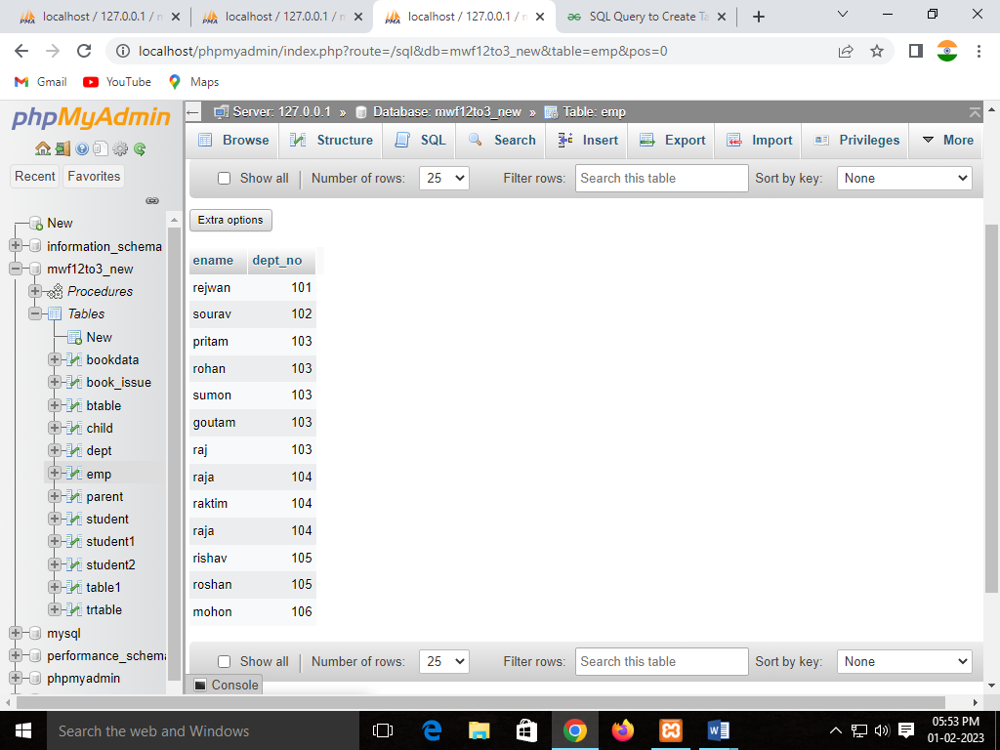 localhost / 127.0.0.1 / localhost / 127.0.0.1 / localhost / 127.0.0.1 / SQL Query to Create Ta
localhost/phpmyadmin/index.php?route=/sql&db=mwf12to3_new&table=emp&pos=0
Gmail YouTube Maps
phpMyAdmin
Recent Favorites
New
information_schema
mwf12to3_new
Procedures
Tables
New
bookdata
book_issue
btable
child
dept
emp
parent
student
student1
student2
table1
trtable
mysql
performance_schema
phpmyadmin
Server: 127.0.0.1 » Database: mwf12to3_new » Table: emp
Browse Structure SQL Search Insert Export Import Privileges More
Show all Number of rows: 25 Filter rows: Search this table Sort by key: None
Extra options
ename dept_no
rejwan 101
sourav 102
pritam 103
rohan 103
sumon 103
goutam 103
raj 103
raja 104
raktim 104
raja 104
rishav 105
roshan 105
mohon 106
Show all Number of rows: 25 Filter rows: Search this table Sort by key: None
Console
Search the web and Windows
05:53 PM
01-02-2023